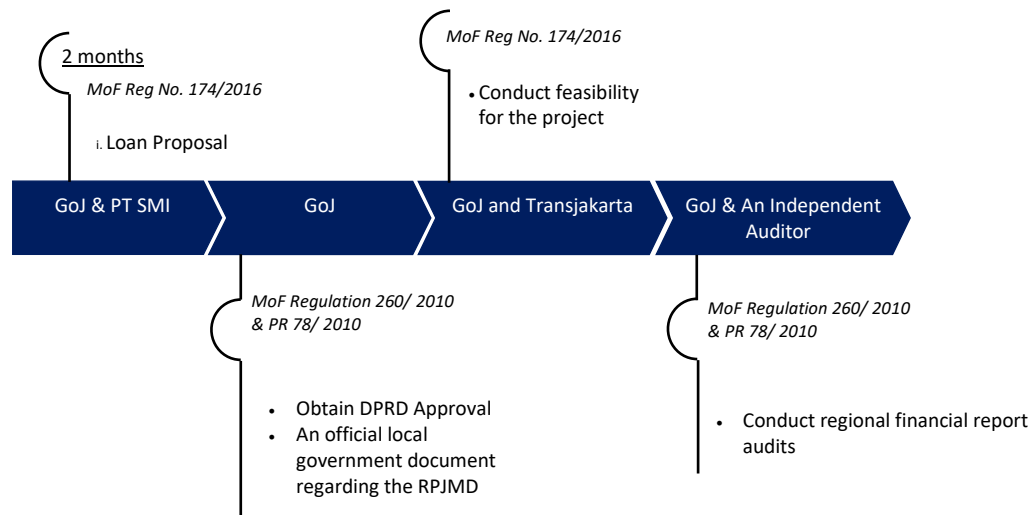 2 months
MoF Reg No. 174/2016
i. Loan Proposal
MoF Reg No. 174/2016
• Conduct feasibility
for the project
GoJ & PT SMI
GoJ
GoJ and Transjakarta
GoJ & An Independent
Auditor
MoF Regulation 260/ 2010
& PR 78/ 2010
• Obtain DPRD Approval
• An official local
government document
regarding the RPJMD
MoF Regulation 260/ 2010
& PR 78/ 2010
• Conduct regional financial report
audits